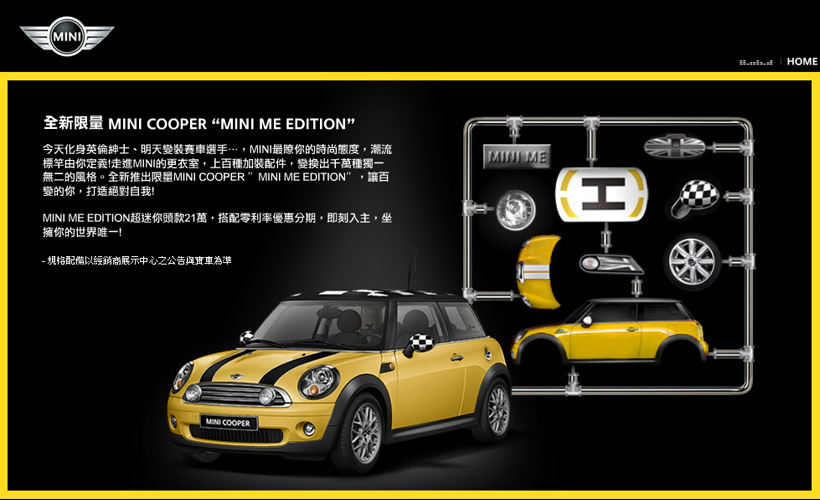 MINI
HOME
全新限量 MINI COOPER “MINI ME EDITION”
今天化身英倫紳士、明天變裝賽車選手…，MINI最瞭你的時尚態度，潮流
標竿由你定義!走進MINI的更衣室，上百種加裝配件，變換出千萬種獨一
無二的風格。全新推出限量MINI COOPER ” MINI ME EDITION” ，讓百
變的你，打造絕對自我!
MINI ME EDITION超迷你頭款21萬，搭配零利率優惠分期，即刻入主，坐
擁你的世界唯一!
- 規格配備以經銷商展示中心之公告與實車為準
MINI ME
H
MINI COOPER